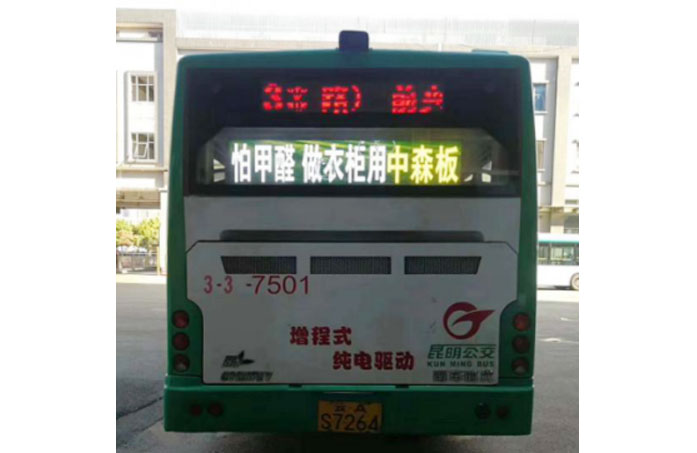 怕甲醛 做衣柜用中森板
3-3 -7501
增程式
纯电驱动
昆明公交
KUN MING BUS
S7264